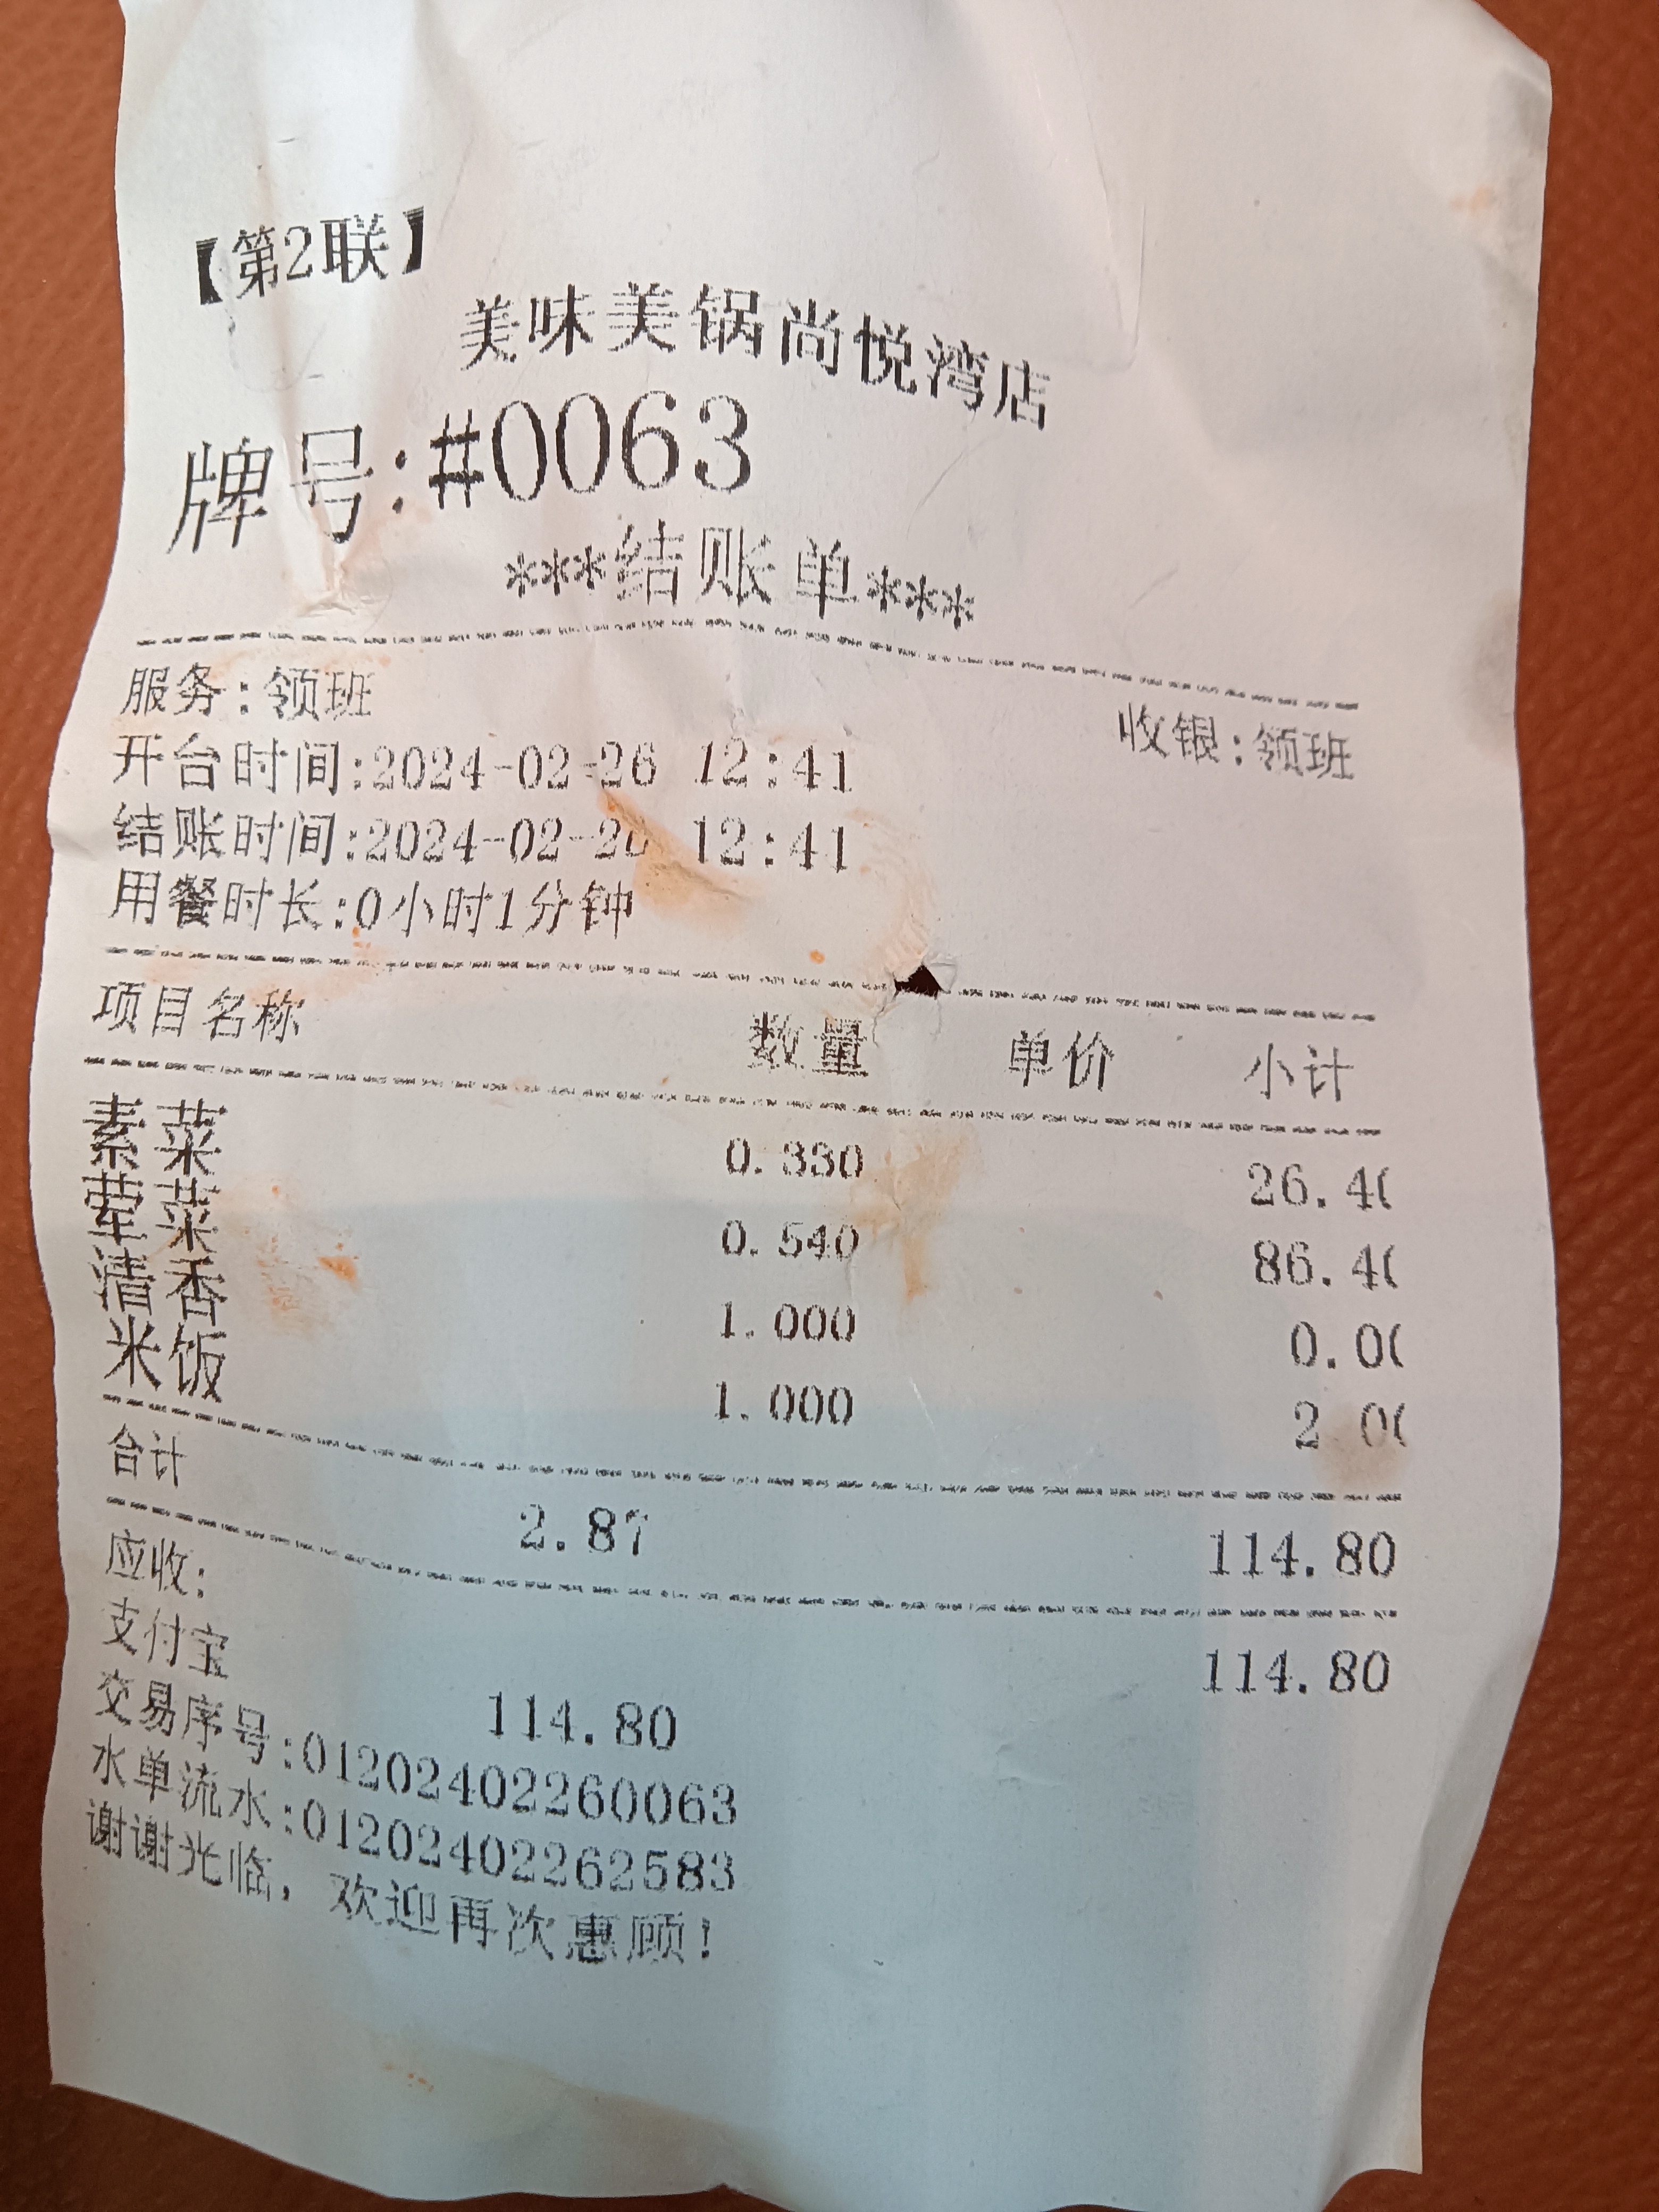 【第2联】
美味美锅尚悦湾店
牌号:#0063
***结账单***
服务:领班 收银:领班
开台时间:2024-02-26 12:41
结账时间:2024-02-26 12:41
用餐时长:0小时1分钟
项目名称 数量 单价 小计
素菜 0.330 26.40
荤菜 0.540 86.40
清香 1.000 0.00
米饭 1.000 2.00
合计 2.87 114.80
应收: 114.80
支付宝 114.80
交易序号:01202402260063
水单流水:01202402262583
谢谢光临，欢迎再次惠顾!